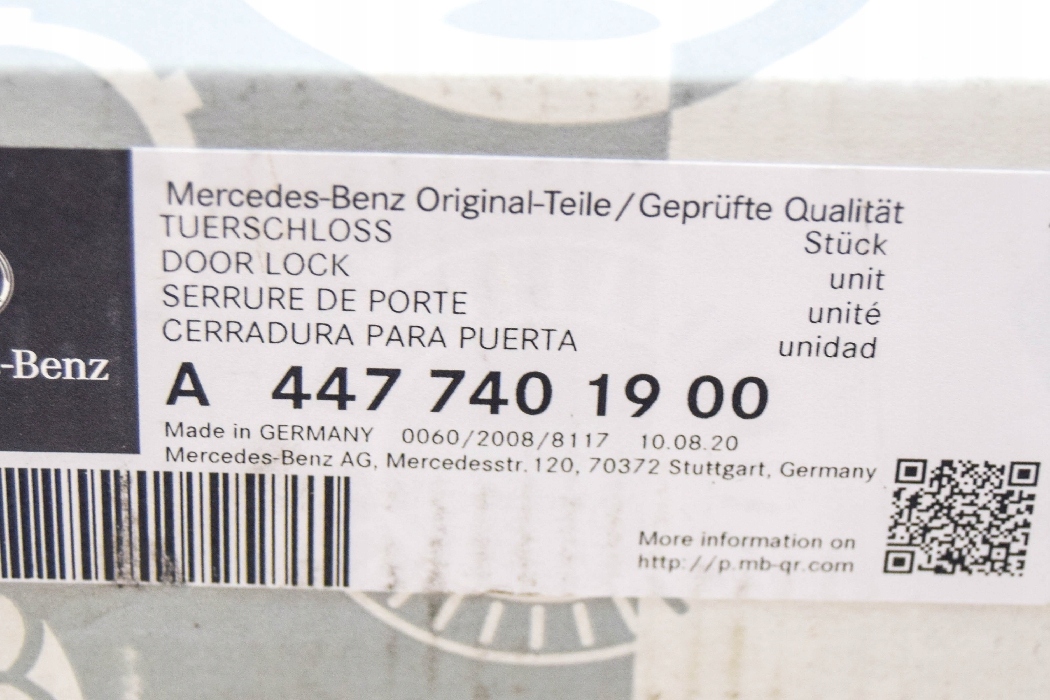 Mercedes-Benz Original-Teile/Geprüfte Qualität
TUERSCHLOSS Stück
DOOR LOCK unit
SERRURE DE PORTE unité
CERRADURA PARA PUERTA unidad
-Benz
A 447 740 19 00
Made in GERMANY 0060/2008/8117 10.08.20
Mercedes-Benz AG, Mercedesstr. 120, 70372 Stuttgart, Germany
More information on
http://p.mb-qr.com